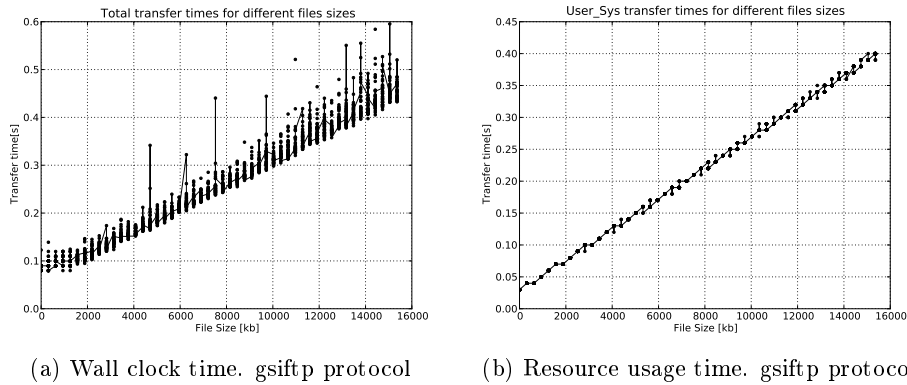 Total transfer times for different files sizes
0.6
0.5
0.4
0.3
0.2
0.1
0.0
Transfer time[s]
0 2000 4000 6000 8000 10000 12000 14000 16000
File Size [kb]
(a) Wall clock time. gsiftp protocol
User_Sys transfer times for different files sizes
0.45
0.40
0.35
0.30
0.25
0.20
0.15
0.10
0.05
0.00
Transfer time[s]
0 2000 4000 6000 8000 10000 12000 14000 16000
File Size [kb]
(b) Resource usage time. gsiftp protoco